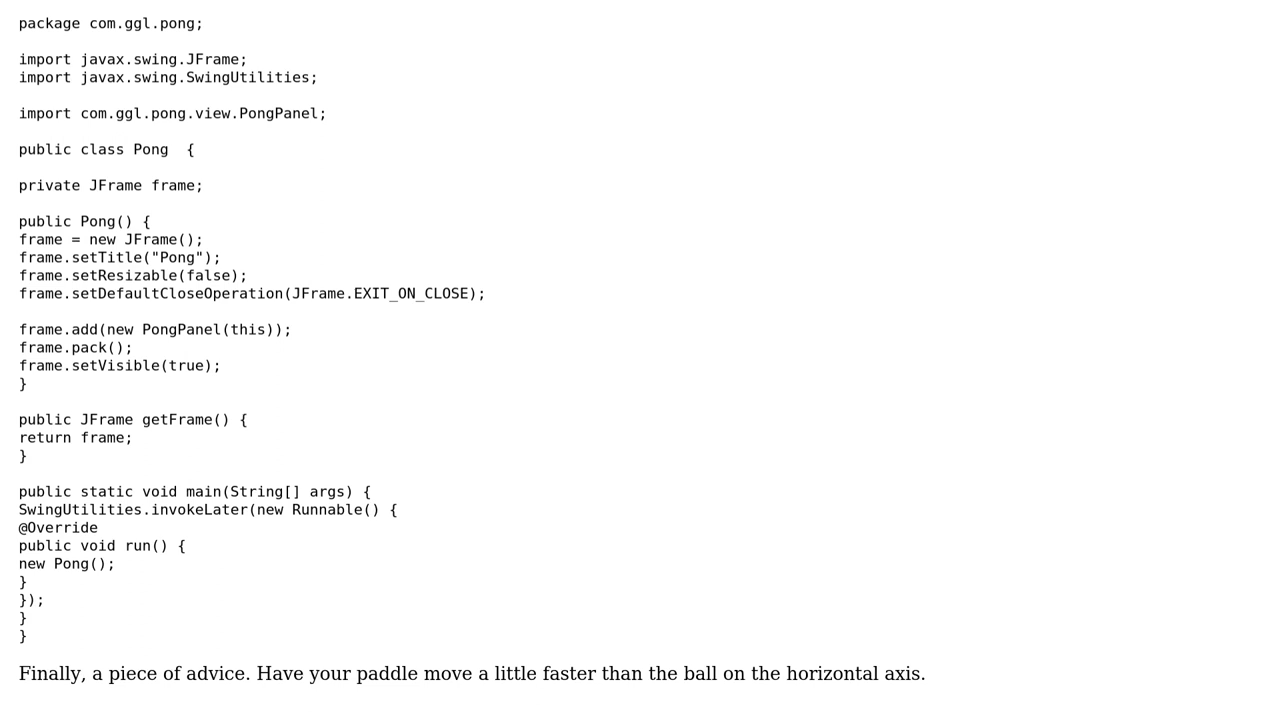 package com.ggl.pong;

import javax.swing.JFrame;
import javax.swing.SwingUtilities;

import com.ggl.pong.view.PongPanel;

public class Pong  {

private JFrame frame;

public Pong() {
frame = new JFrame();
frame.setTitle("Pong");
frame.setResizable(false);
frame.setDefaultCloseOperation(JFrame.EXIT_ON_CLOSE);

frame.add(new PongPanel(this));
frame.pack();
frame.setVisible(true);
}

public JFrame getFrame() {
return frame;
}

public static void main(String[] args) {
SwingUtilities.invokeLater(new Runnable() {
@Override
public void run() {
new Pong();
}
});
}
}
Finally, a piece of advice. Have your paddle move a little faster than the ball on the horizontal axis.